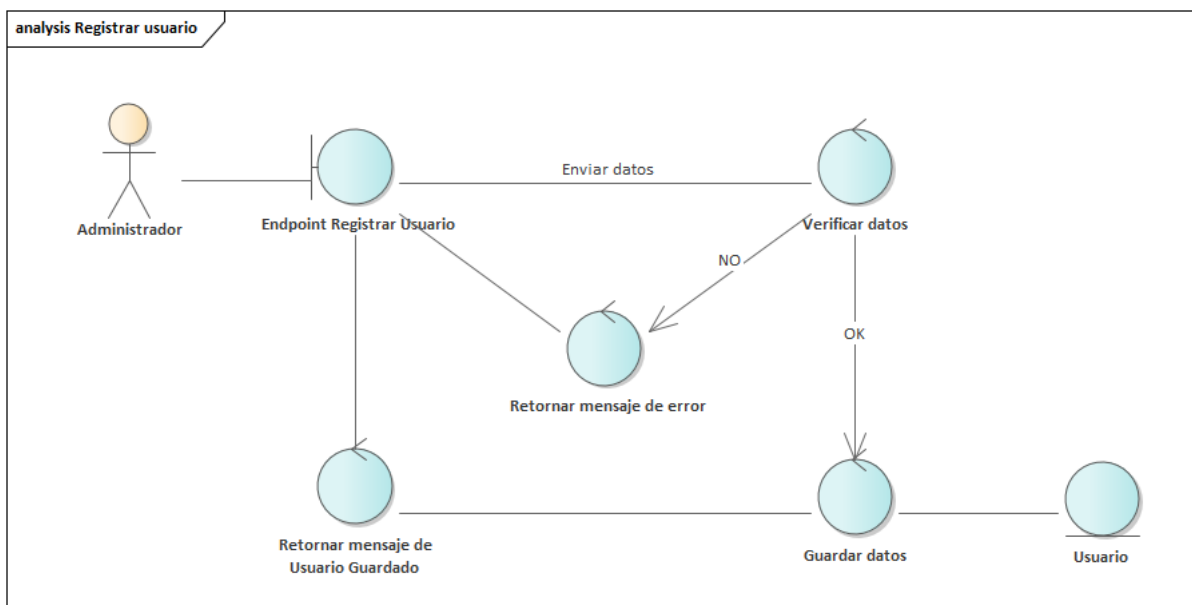 analysis Registrar usuario
Enviar datos
Administrador
Endpoint Registrar Usuario
Verificar datos
NO
OK
Retornar mensaje de error
Retornar mensaje de
Usuario Guardado
Guardar datos
Usuario